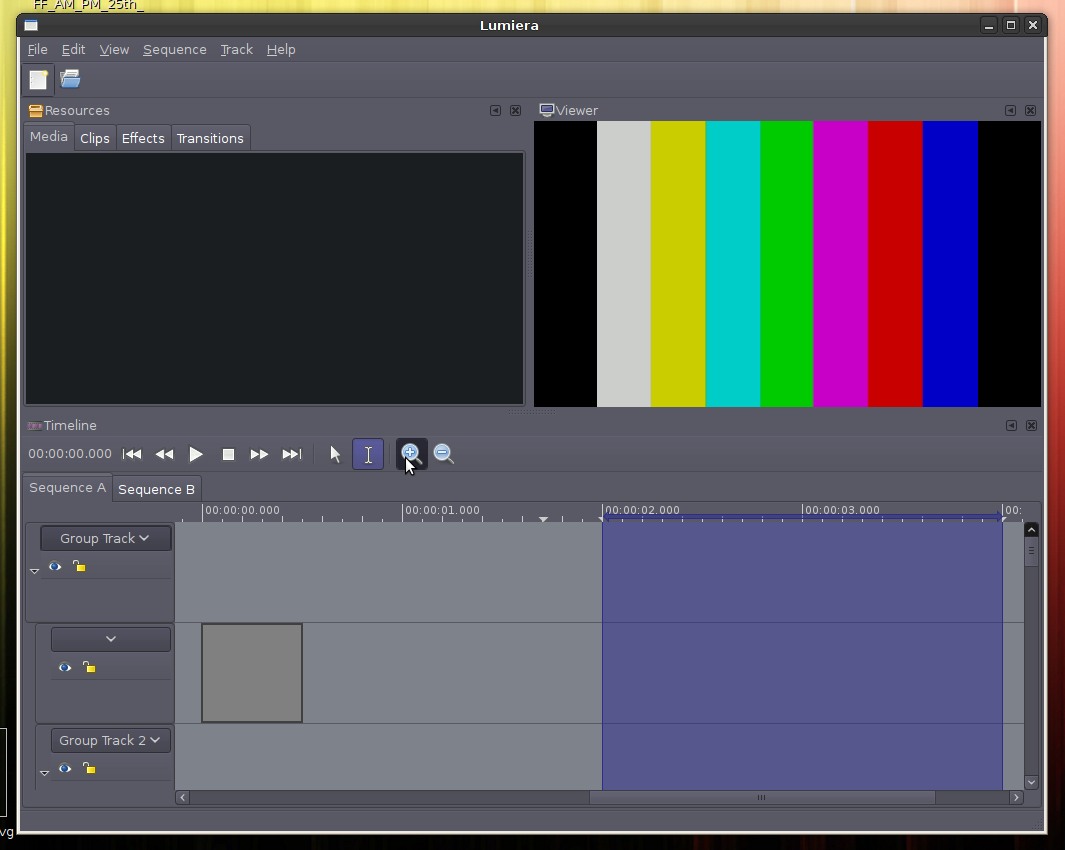 FF_AM_PM_25th_
Lumiera
File Edit View Sequence Track Help
Resources
Viewer
Media Clips Effects Transitions
Timeline
00:00:00.000
Sequence A Sequence B
00:00:00.000 00:00:01.000 00:00:02.000 00:00:03.000 00:
Group Track
Group Track 2
vg